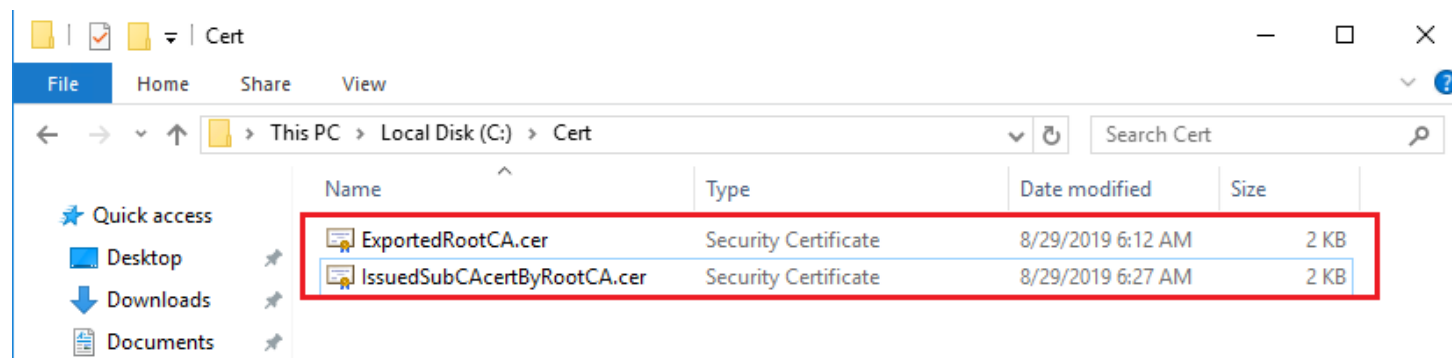 Cert
File Home Share View
This PC > Local Disk (C:) > Cert Search Cert
Name Type Date modified Size
Quick access
ExportedRootCA.cer Security Certificate 8/29/2019 6:12 AM 2 KB
Desktop
IssuedSubCAcertByRootCA.cer Security Certificate 8/29/2019 6:27 AM 2 KB
Downloads
Documents